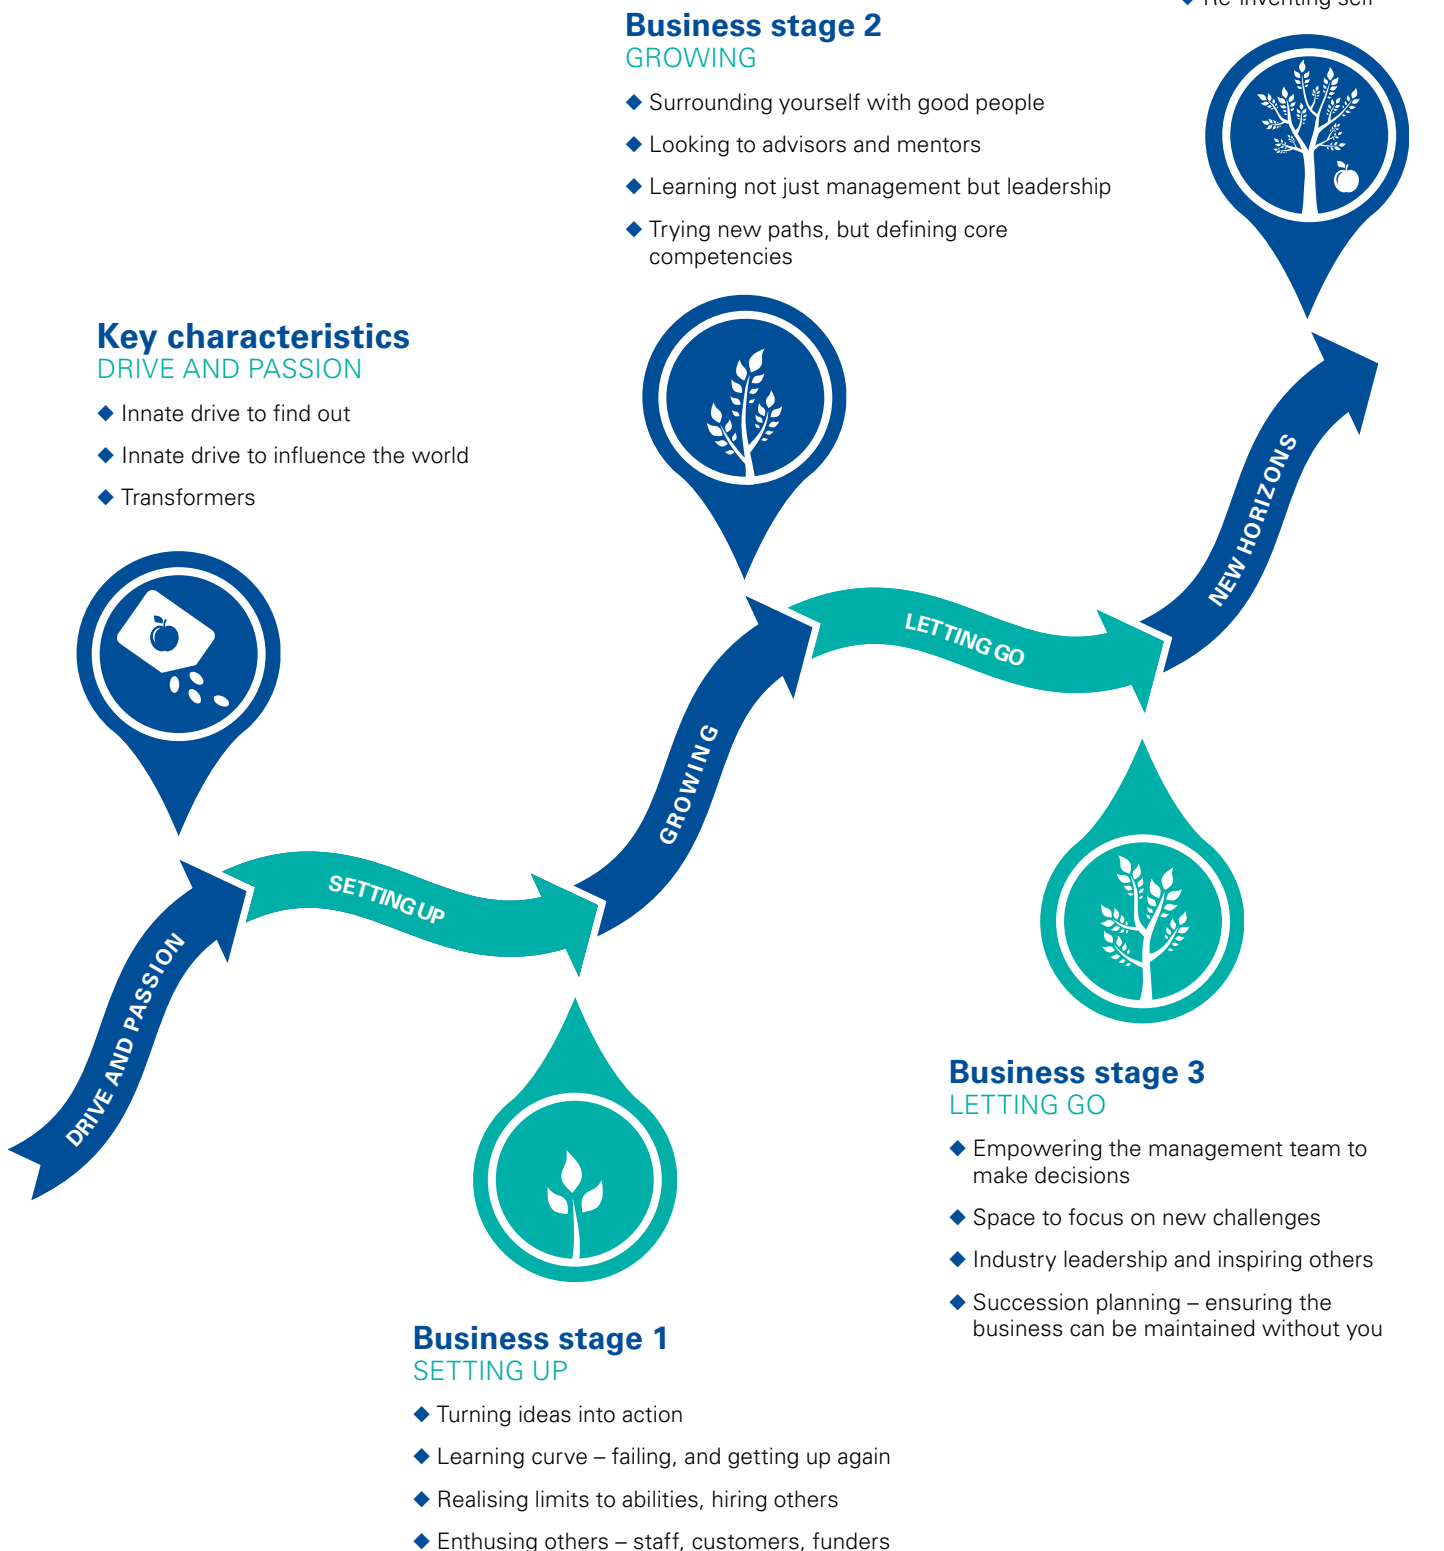 Re-inventing self
Business stage 2
GROWING
◆ Surrounding yourself with good people
◆ Looking to advisors and mentors
◆ Learning not just management but leadership
◆ Trying new paths, but defining core
competencies
Key characteristics
DRIVE AND PASSION
◆ Innate drive to find out
◆ Innate drive to influence the world
◆ Transformers
NEW HORIZONS
LETTING GO
GROWING
SETTING UP
DRIVE AND PASSION
Business stage 3
LETTING GO
◆ Empowering the management team to
make decisions
◆ Space to focus on new challenges
◆ Industry leadership and inspiring others
◆ Succession planning – ensuring the
business can be maintained without you
Business stage 1
SETTING UP
◆ Turning ideas into action
◆ Learning curve – failing, and getting up again
◆ Realising limits to abilities, hiring others
◆ Enthusing others – staff, customers, funders